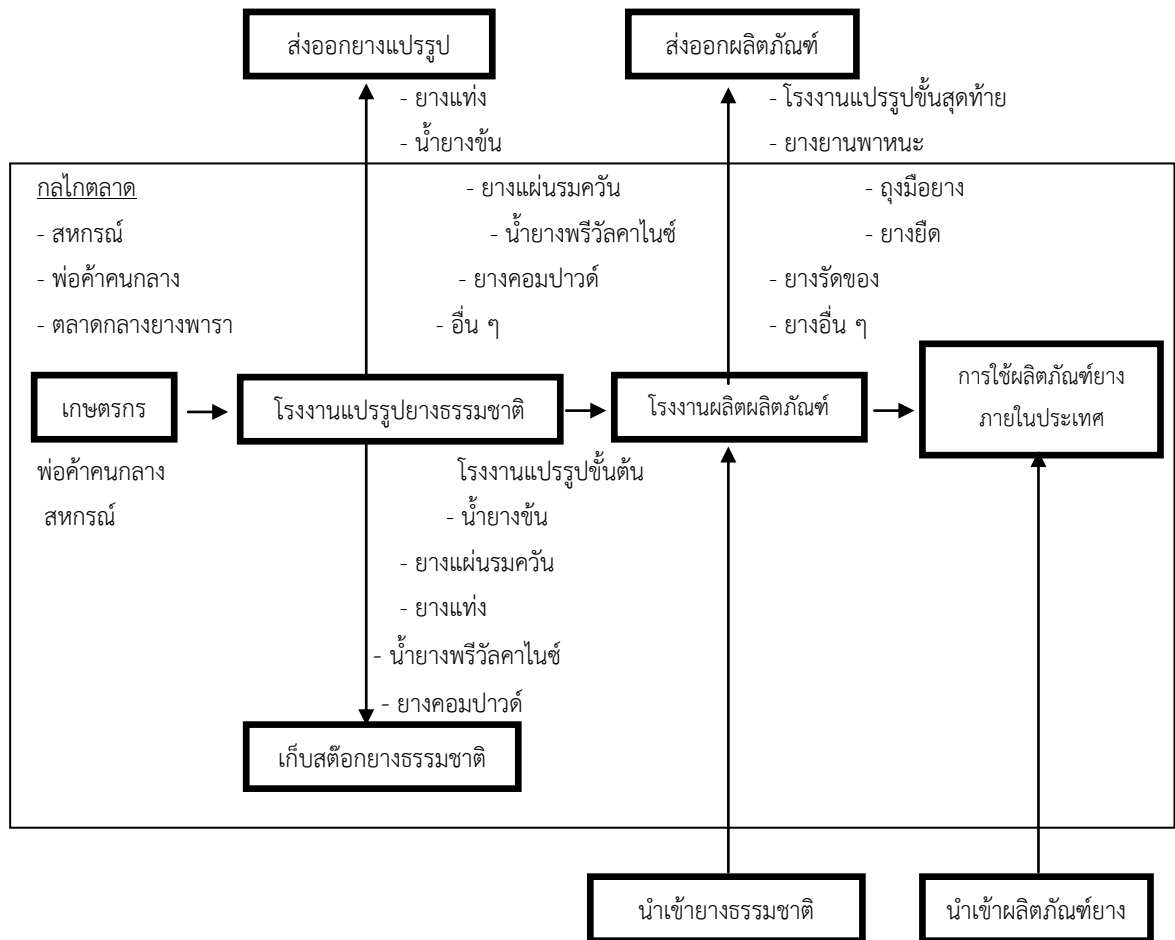 ส่งออกยางแปรรูป
ส่งออกผลิตภัณฑ์
- ยางแท่ง
- โรงงานแปรรูปขั้นสุดท้าย
- น้ำยางข้น
- ยางยานพาหนะ
กลไกตลาด
- ยางแผ่นรมควัน
- ถุงมือยาง
- สหกรณ์
- น้ำยางพรีวัลคาไนซ์
- ยางยืด
- พ่อค้าคนกลาง
- ยางคอมปาวด์
- ยางรัดของ
- ตลาดกลางยางพารา
- อื่น ๆ
- ยางอื่น ๆ
เกษตรกร
โรงงานแปรรูปยางธรรมชาติ
โรงงานผลิตผลิตภัณฑ์
การใช้ผลิตภัณฑ์ยาง
ภายในประเทศ
พ่อค้าคนกลาง
โรงงานแปรรูปขั้นต้น
สหกรณ์
- น้ำยางข้น
- ยางแผ่นรมควัน
- ยางแท่ง
- น้ำยางพรีวัลคาไนซ์
- ยางคอมปาวด์
เก็บสต๊อกยางธรรมชาติ
นำเข้ายางธรรมชาติ
นำเข้าผลิตภัณฑ์ยาง